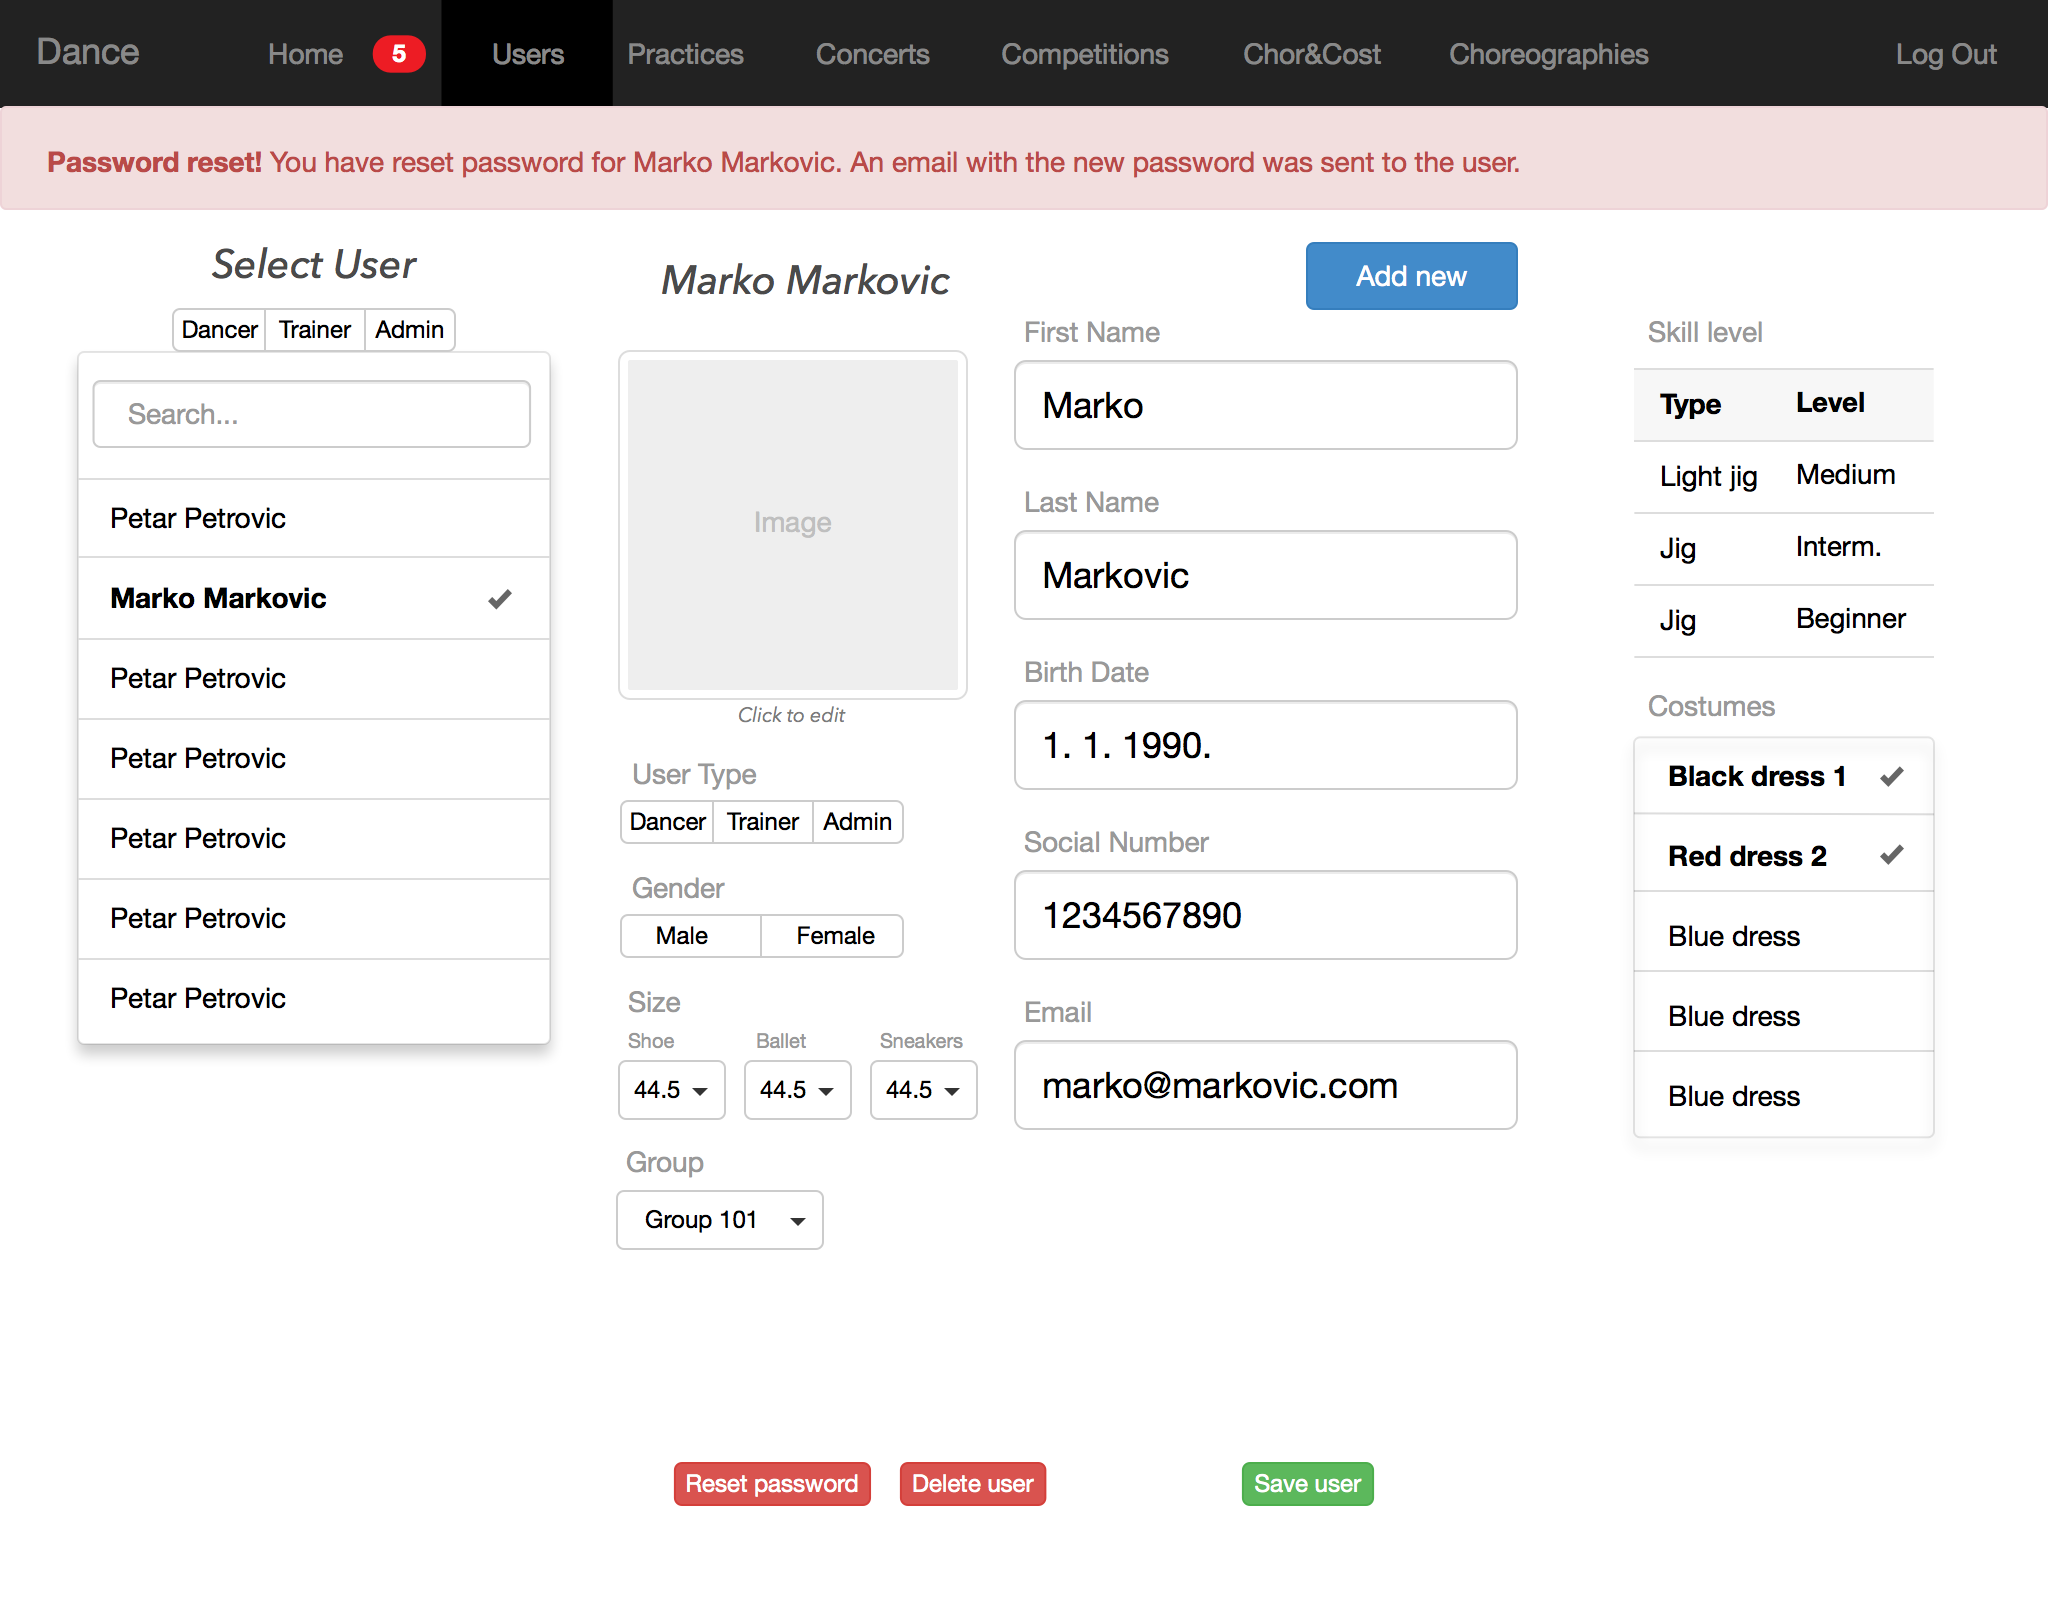 Dance Home 5 Users Practices Concerts Competitions Chor&Cost Choreographies Log Out
Password reset! You have reset password for Marko Markovic. An email with the new password was sent to the user.
Select User
Dancer Trainer Admin
Search...
Petar Petrovic
Marko Markovic
Petar Petrovic
Petar Petrovic
Petar Petrovic
Petar Petrovic
Petar Petrovic
Marko Markovic
Image
Click to edit
User Type
Dancer Trainer Admin
Gender
Male Female
Size
Shoe Ballet Sneakers
44.5 44.5 44.5
Group
Group 101
Add new
First Name
Marko
Last Name
Markovic
Birth Date
1. 1. 1990.
Social Number
1234567890
Email
marko@markovic.com
Skill level
Type Level
Light jig Medium
Jig Interm.
Jig Beginner
Costumes
Black dress 1
Red dress 2
Blue dress
Blue dress
Blue dress
Reset password Delete user Save user